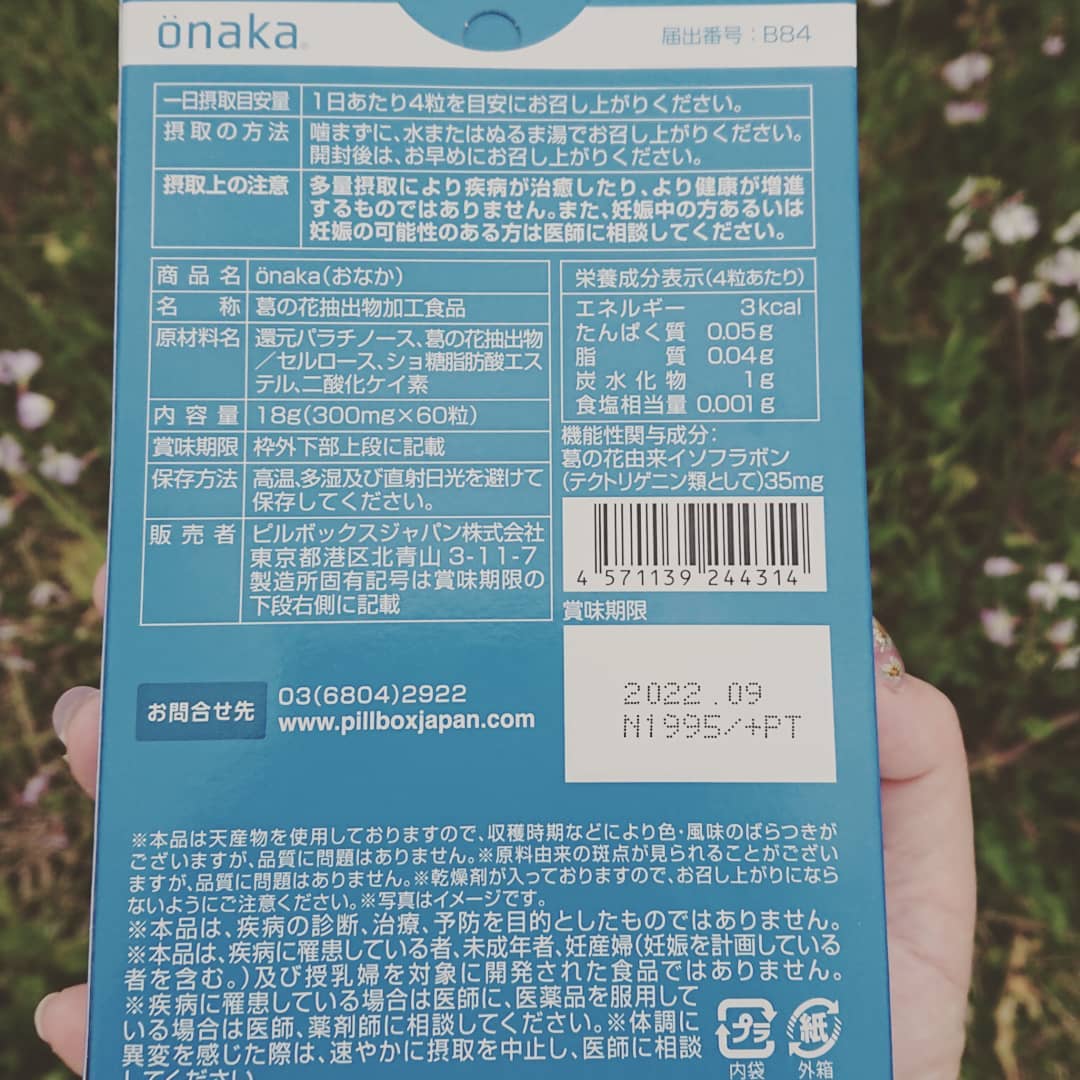 önaka
届出番号：B84
一日摂取目安量 1日あたり4粒を目安にお召し上がりください。
摂取の方法 噛まずに、水またはぬるま湯でお召し上がりください。
開封後は、お早めにお召し上がりください。
摂取上の注意 多量摂取により疾病が治癒したり、より健康が増進
するものではありません。また、妊娠中の方あるいは
妊娠の可能性のある方は医師に相談してください。
商品名 önaka（おなか）
名称 葛の花抽出物加工食品
原材料名 還元パラチノース、葛の花抽出物
／セルロース、ショ糖脂肪酸エス
テル、二酸化ケイ素
内容量 18g（300mg×60粒）
賞味期限 枠外下部上段に記載
保存方法 高温、多湿及び直射日光を避けて
保存してください。
販売者 ピルボックスジャパン株式会社
東京都港区北青山 3-11-7
製造所固有記号は賞味期限の
下段右側に記載
栄養成分表示（4粒あたり）
エネルギー 3kcal
たんぱく質 0.05g
脂質 0.04g
炭水化物 1g
食塩相当量 0.001g
機能性関与成分：
葛の花由来イソフラボン
（テクトリゲニン類として）35mg
4 571139 244314
賞味期限
2022.09
N1995/+PT
お問合せ先
03(6804)2922
www.pillboxjapan.com
※本品は天産物を使用しておりますので、収穫時期などにより色・風味のばらつきが
ございますが、品質に問題はありません。※原料由来の斑点が見られることがござい
ますが、品質に問題はありません。※乾燥剤が入っておりますので、お召し上がりになら
ないようにご注意ください。※写真はイメージです。
※本品は、疾病の診断、治療、予防を目的としたものではありません。
※本品は、疾病に罹患している者、未成年者、妊産婦（妊娠を計画している
者を含む。）及び授乳婦を対象に開発された食品ではありません。
※疾病に罹患している場合は医師に、医薬品を服用して
いる場合は医師、薬剤師に相談してください。※体調に
異変を感じた際は、速やかに摂取を中止し、医師に相談
してください。
プラ
内袋
紙
外箱